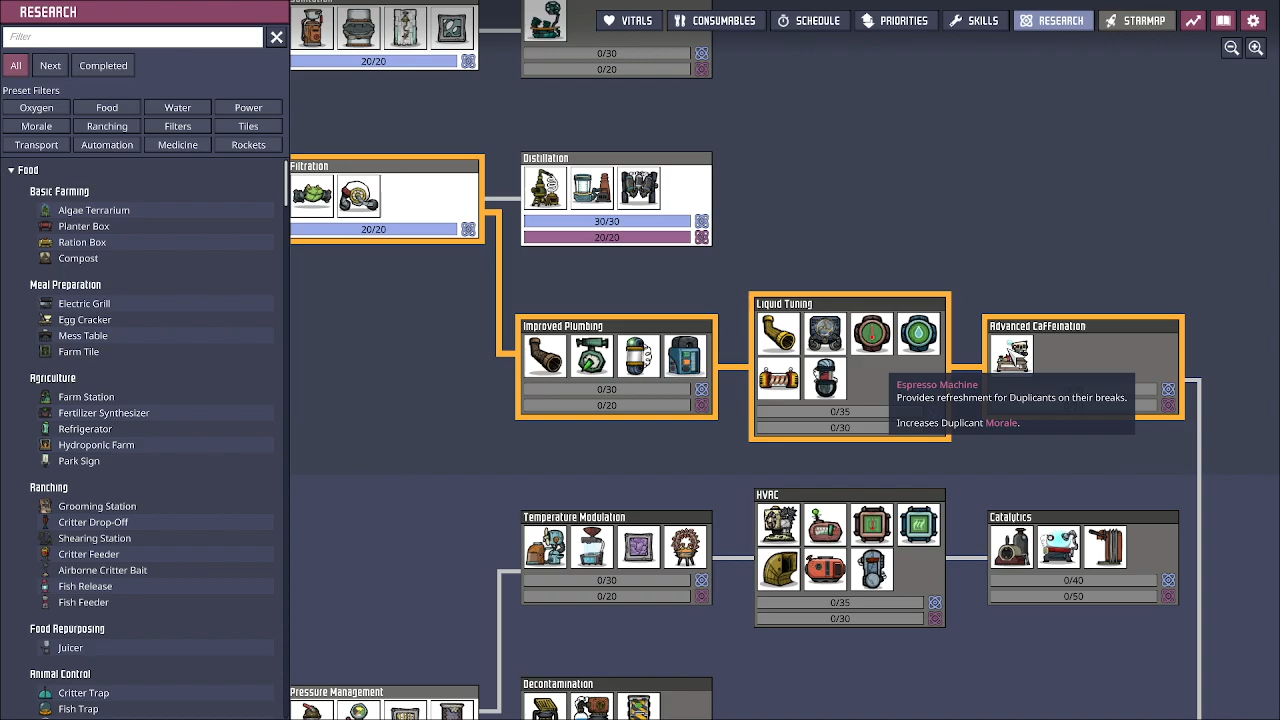 RESEARCH
VITALS
CONSUMABLES
SCHEDULE
PRIORITIES
SKILLS
RESEARCH
STARMAP
Filter
All
Next
Completed
Preset Filters
Oxygen
Food
Water
Power
Morale
Ranching
Filters
Tiles
Transport
Automation
Medicine
Rockets
Food
Basic Farming
Algae Terrarium
Planter Box
Ration Box
Compost
Meal Preparation
Electric Grill
Egg Cracker
Mess Table
Farm Tile
Agriculture
Farm Station
Fertilizer Synthesizer
Refrigerator
Hydroponic Farm
Park Sign
Ranching
Grooming Station
Critter Drop-Off
Shearing Station
Critter Feeder
Airborne Critter Bait
Fish Release
Fish Feeder
Food Repurposing
Juicer
Animal Control
Critter Trap
Fish Trap
20/20
0/30
0/20
Filtration
20/20
Distillation
30/30
20/20
Improved Plumbing
0/30
0/20
Liquid Tuning
0/35
0/30
Advanced Caffeination
Espresso Machine
Provides refreshment for Duplicants on their breaks.
Increases Duplicant Morale.
Temperature Modulation
0/30
0/20
HVAC
0/35
0/30
Catalytics
0/40
0/50
Pressure Management
Decontamination